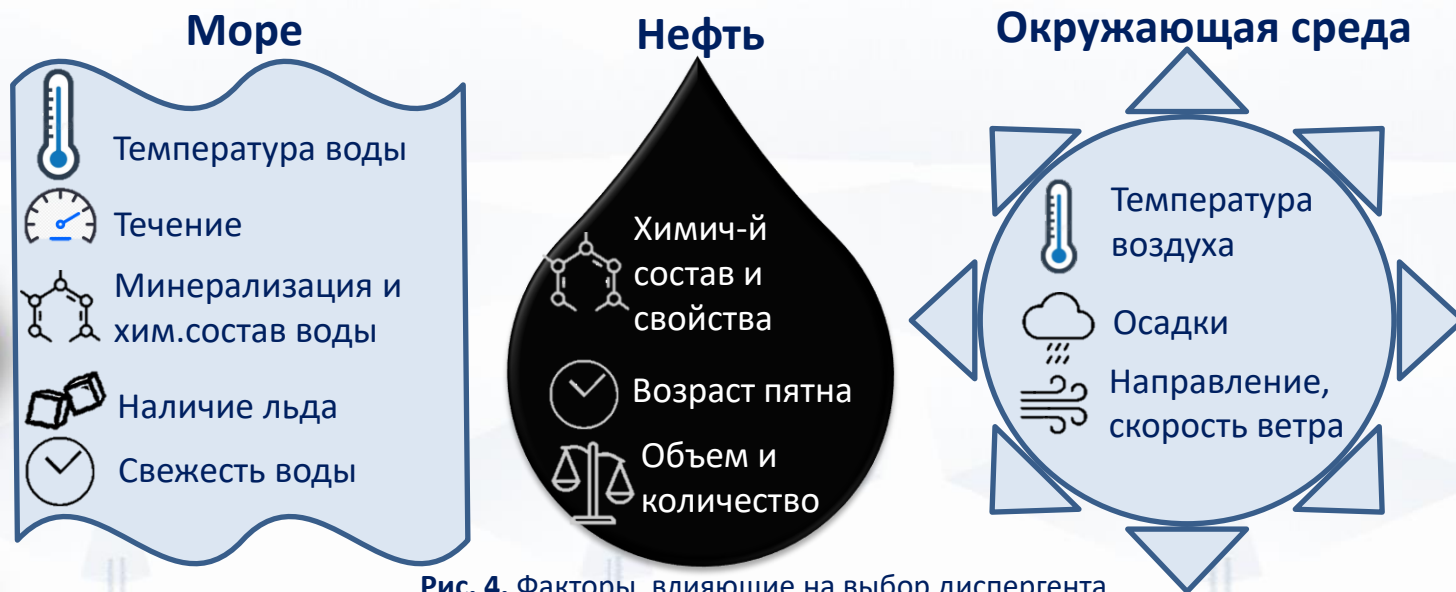 Море
Температура воды
Течение
Минерализация и
хим.состав воды
Наличие льда
Свежесть воды
Нефть
Химич-й
состав и
свойства
Возраст пятна
Объем и
количество
Окружающая среда
Температура
воздуха
Осадки
Направление,
скорость ветра
Рис. 4. Факторы, влияющие на выбор диспергента